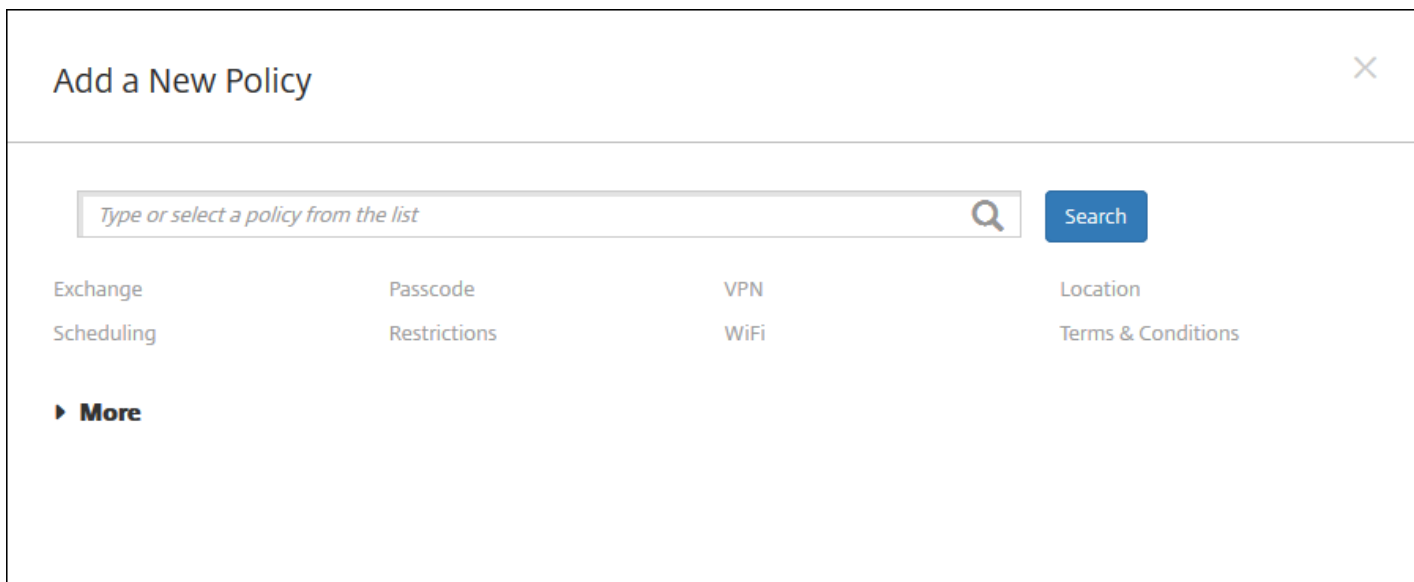 Add a New Policy
Type or select a policy from the list
Search
Exchange Passcode VPN Location
Scheduling Restrictions WiFi Terms & Conditions
More